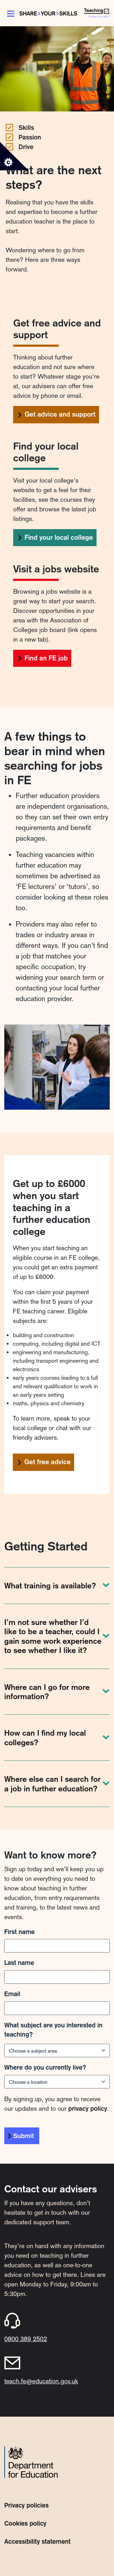 SHARE>YOUR>SKILLS
Teaching
Skills
Passion
Drive
What are the next
steps?
Realising that you have the skills
and expertise to become a further
education teacher is the place to
start.
Wondering where to go from
here? Here are three ways
forward.
Get free advice and
support
Thinking about further
education and not sure where
to start? Whatever stage you're
at, our advisers can offer free
advice by phone or email.
Get advice and support
Find your local
college
Visit your local college's
website to get a feel for their
facilities, see the courses they
offer and browse the latest job
listings.
Find your local college
Visit a jobs website
Browsing a jobs website is a
great way to start your search.
Discover opportunities in your
area with the Association of
Colleges job board (link opens
in a new tab).
Find an FE job
A few things to
bear in mind when
searching for jobs
in FE
• Further education providers
are independent organisations,
so they can set their own entry
requirements and benefit
packages.
• Teaching vacancies within
further education may
sometimes be advertised as
'FE lecturers' or 'tutors', so
consider looking at these roles
too.
• Providers may also refer to
trades or industry areas in
different ways. If you can't find
a job that matches your
specific occupation, try
widening your search term or
contacting your local further
education provider.
Get up to £6000
when you start
teaching in a
further education
college
When you start teaching an
eligible course in an FE college,
you could get an extra payment
of up to £6000.
You can claim your payment
within the first 5 years of your
FE teaching career. Eligible
subjects are:
• building and construction
• computing, including digital and ICT
• engineering and manufacturing,
including transport engineering and
electronics
• early years courses leading to a full
and relevant qualification to work in
an early years setting
• maths, physics and chemistry
To learn more, speak to your
local college or chat with our
friendly advisers.
Get free advice
Getting Started
What training is available?
I'm not sure whether I'd
like to be a teacher, could I
gain some work experience
to see whether I like it?
Where can I go for more
information?
How can I find my local
colleges?
Where else can I search for
a job in further education?
Want to know more?
Sign up today and we'll keep you up
to date on everything you need to
know about teaching in further
education, from entry requirements
and training, to the latest news and
events.
First name
Last name
Email
What subject are you interested in
teaching?
Choose a subject area
Where do you currently live?
Choose a location
By signing up, you agree to receive
our updates and to our privacy policy.
Submit
Contact our advisers
If you have any questions, don't
hesitate to get in touch with our
dedicated support team.
They're on hand with any information
you need on teaching in further
education, as well as one-to-one
advice on how to get there. Lines are
open Monday to Friday, 9:00am to
5:30pm.
0800 389 2502
teach.fe@education.gov.uk
Department
for Education
Privacy policies
Cookies policy
Accessibility statement